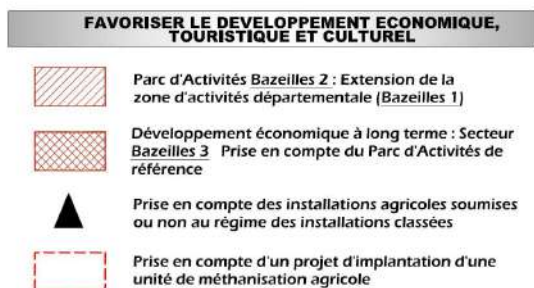 FAVORISER LE DEVELOPPEMENT ECONOMIQUE,
TOURISTIQUE ET CULTUREL
Parc d'Activités Bazeilles 2 : Extension de la
zone d'activités départementale (Bazeilles 1)
Développement économique à long terme : Secteur
Bazeilles 3 Prise en compte du Parc d'Activités de
référence
Prise en compte des installations agricoles soumises
ou non au régime des installations classées
Prise en compte d'un projet d'implantation d'une
unité de méthanisation agricole